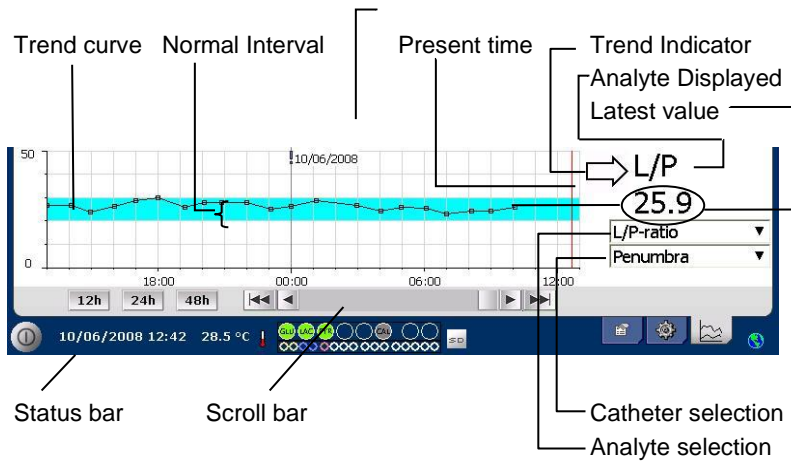 Trend curve Normal Interval Present time Trend Indicator
Analyte Displayed
Latest value
50
10/06/2008
L/P
25.9
L/P-ratio
Penumbra
0
18:00 00:00 06:00 12:00
12h 24h 48h
10/06/2008 12:42 28.5 °C GLU LAC PYR CAL SD
Status bar Scroll bar Catheter selection
Analyte selection